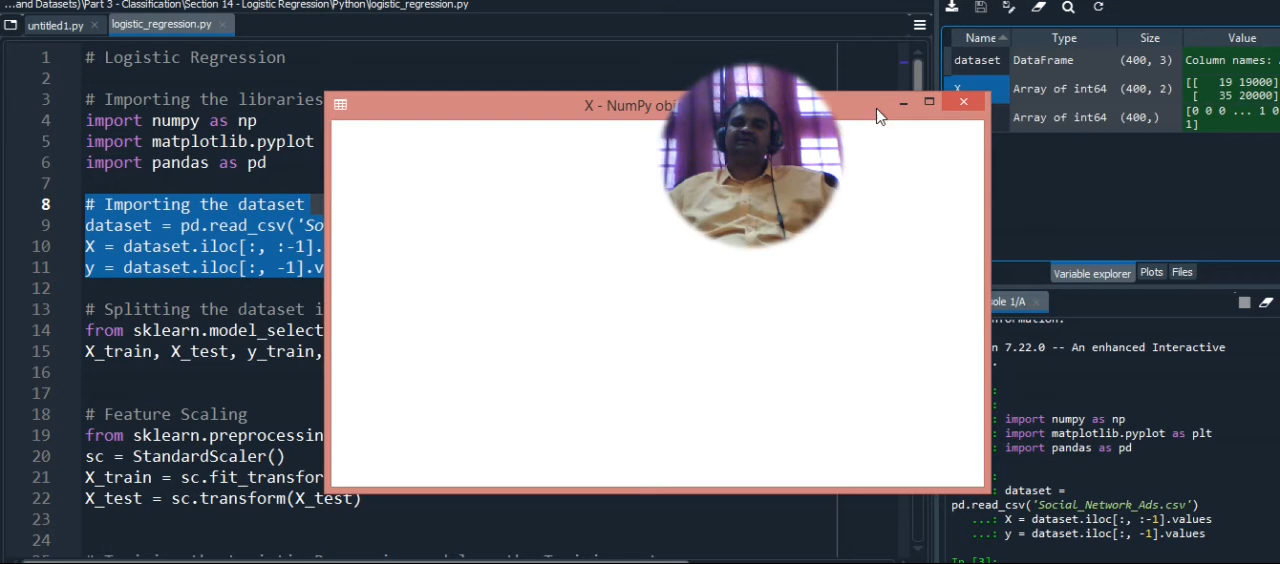 ...and Datasets)\Part 3 - Classification\Section 14 - Logistic Regression\Python\logistic_regression.py
untitled1.py
logistic_regression.py
1 # Logistic Regression
2
3 # Importing the libraries
4 import numpy as np
5 import matplotlib.pyplot
6 import pandas as pd
7
8 # Importing the dataset
9 dataset = pd.read_csv('So
10 X = dataset.iloc[:, :-1].
11 y = dataset.iloc[:, -1].v
12
13 # Splitting the dataset i
14 from sklearn.model_select
15 X_train, X_test, y_train,
16
17
18 # Feature Scaling
19 from sklearn.preprocessin
20 sc = StandardScaler()
21 X_train = sc.fit_transfor
22 X_test = sc.transform(X_test)
23
24
X - NumPy obj
Name Type Size Value
dataset DataFrame (400, 3) Column names:
X Array of int64 (400, 2) [[ 19 19000]
[ 35 20000]
Array of int64 (400,) [0 0 0 ... 1 0
1]
Variable explorer Plots Files
sole 1/A
information.
n 7.22.0 -- An enhanced Interactive
.
:
:
: import numpy as np
: import matplotlib.pyplot as plt
: import pandas as pd
: dataset =
pd.read_csv('Social_Network_Ads.csv')
...: X = dataset.iloc[:, :-1].values
...: y = dataset.iloc[:, -1].values
In [3]: